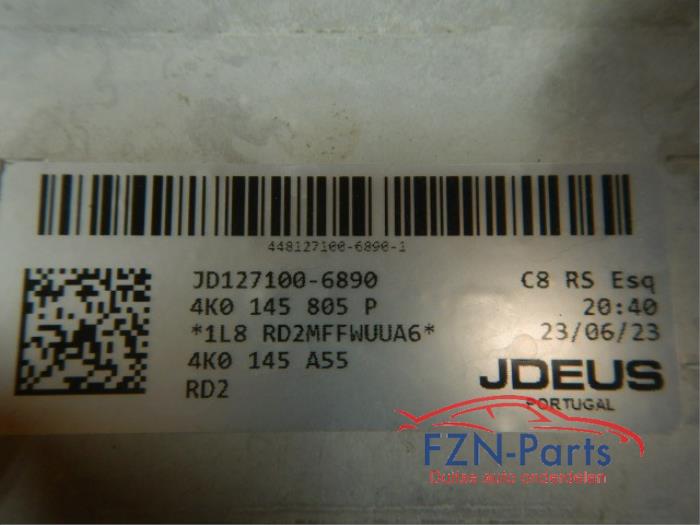 448127100-6890-1
JD127100-6890 C8 RS Esq
4K0 145 805 P 20:40
*1L8 RD2MFFWUUA6* 23/06/23
4K0 145 A55
RD2
JDEUS
PORTUGAL
FZN-Parts
Duitse auto onderdelen